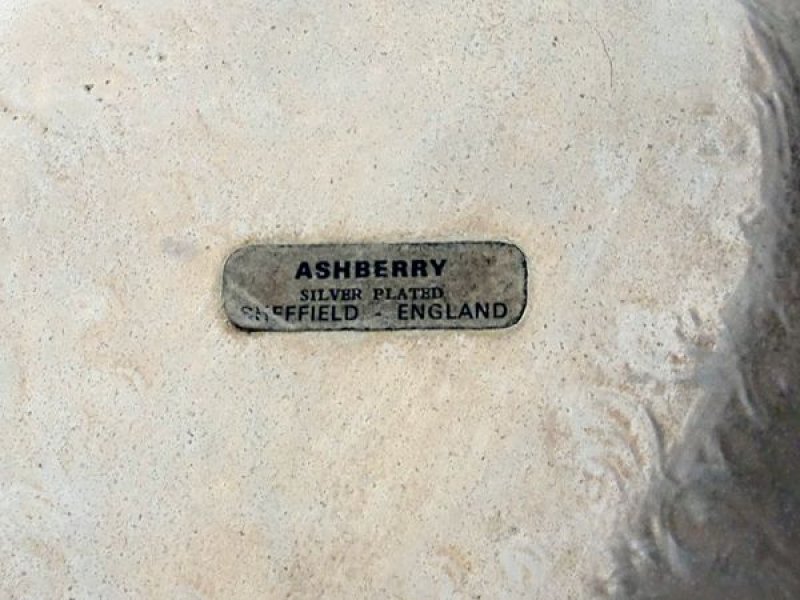 ASHBERRY
SILVER PLATED
SHEFFIELD - ENGLAND